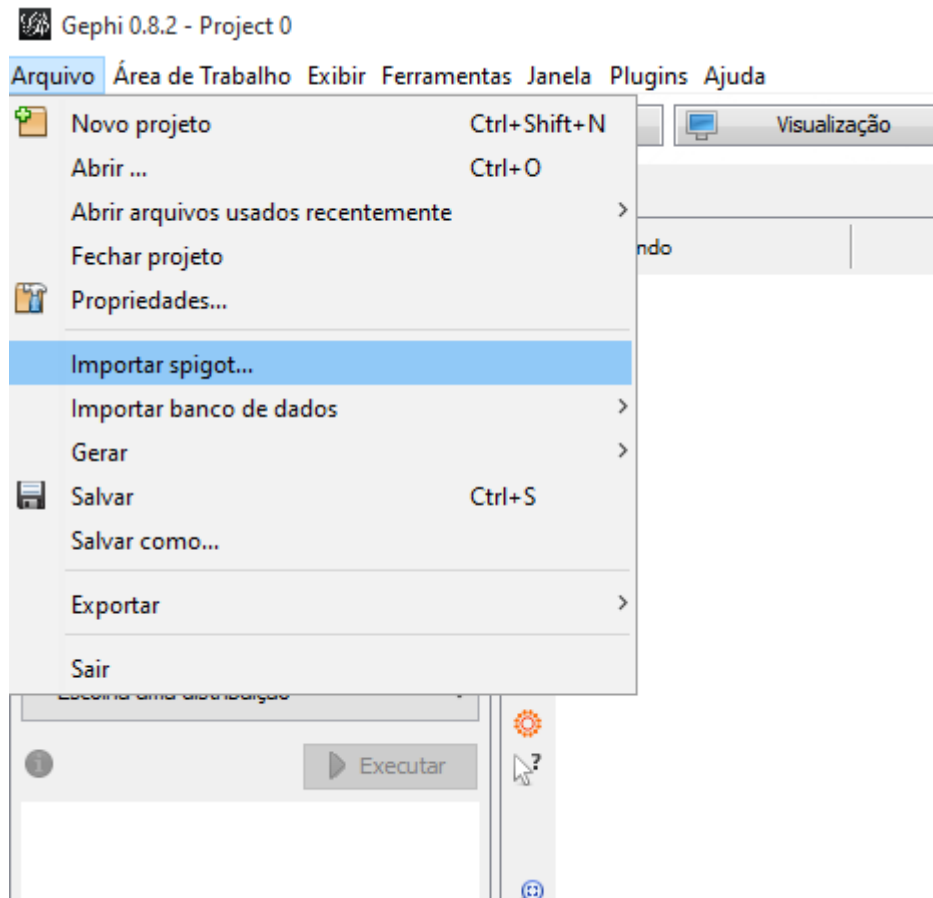 Gephi 0.8.2 - Project 0
Arquivo Área de Trabalho Exibir Ferramentas Janela Plugins Ajuda
Novo projeto Ctrl+Shift+N
Visualização
Abrir ... Ctrl+O
Abrir arquivos usados recentemente
Fechar projeto
ndo
Propriedades...
Importar spigot...
Importar banco de dados
Gerar
Salvar Ctrl+S
Salvar como...
Exportar
Sair
Executar